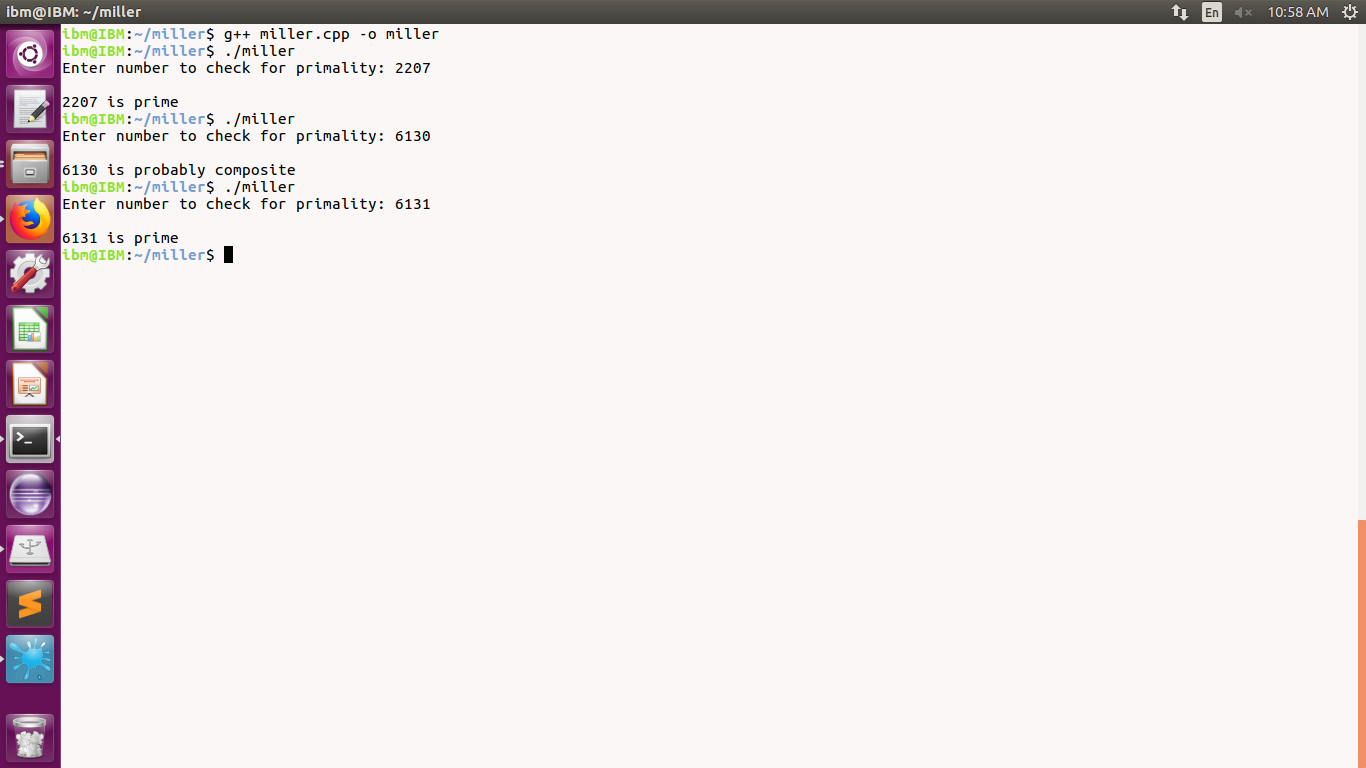 ibm@IBM: ~/miller
En
10:58 AM
ibm@IBM:~/miller$ g++ miller.cpp -o miller
ibm@IBM:~/miller$ ./miller
Enter number to check for primality: 2207
2207 is prime
ibm@IBM:~/miller$ ./miller
Enter number to check for primality: 6130
6130 is probably composite
ibm@IBM:~/miller$ ./miller
Enter number to check for primality: 6131
6131 is prime
ibm@IBM:~/miller$